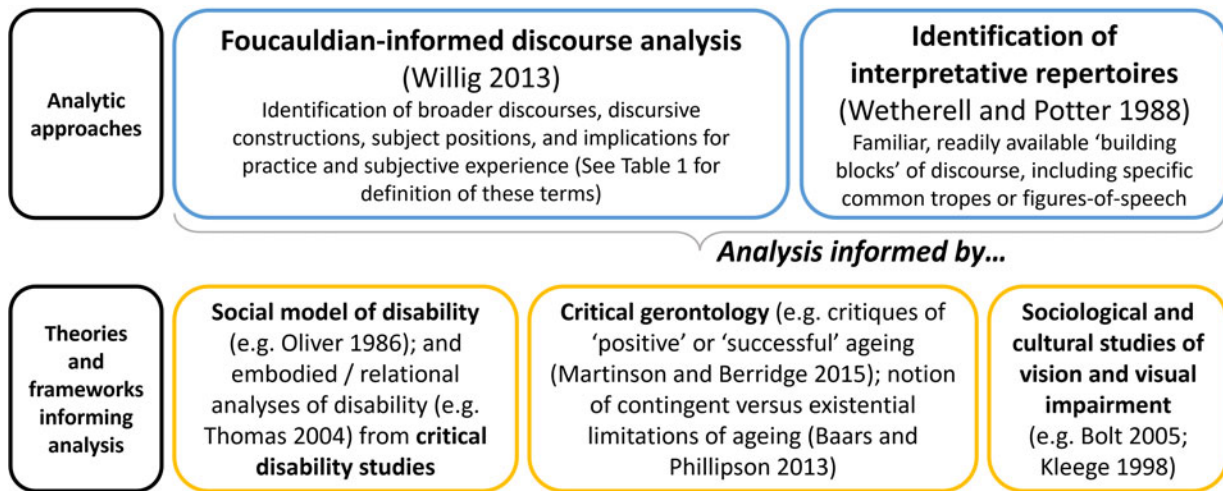 Analytic
approaches
Foucauldian-informed discourse analysis
(Willig 2013)
Identification of broader discourses, discursive
constructions, subject positions, and implications for
practice and subjective experience (See Table 1 for
definition of these terms)
Identification of
interpretative repertoires
(Wetherell and Potter 1988)
Familiar, readily available ‘building
blocks’ of discourse, including specific
common tropes or figures-of-speech
Analysis informed by…
Theories
and
frameworks
informing
analysis
Social model of disability
(e.g. Oliver 1986); and
embodied / relational
analyses of disability (e.g.
Thomas 2004) from critical
disability studies
Critical gerontology (e.g. critiques of
‘positive’ or ‘successful’ ageing
(Martinson and Berridge 2015); notion
of contingent versus existential
limitations of ageing (Baars and
Phillipson 2013)
Sociological and
cultural studies of
vision and visual
impairment
(e.g. Bolt 2005;
Kleege 1998)